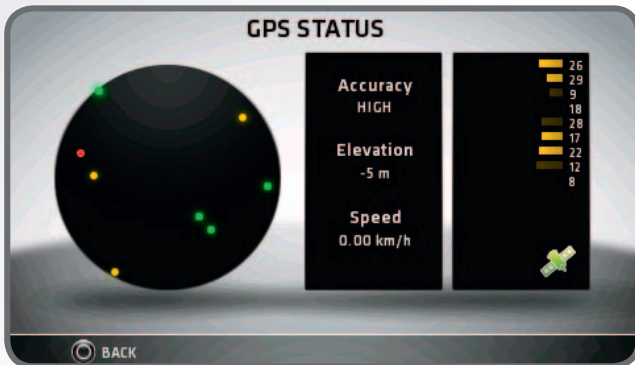 GPS STATUS
Accuracy
HIGH
Elevation
-5 m
Speed
0.00 km/h
26
29
9
18
28
17
22
12
8
BACK